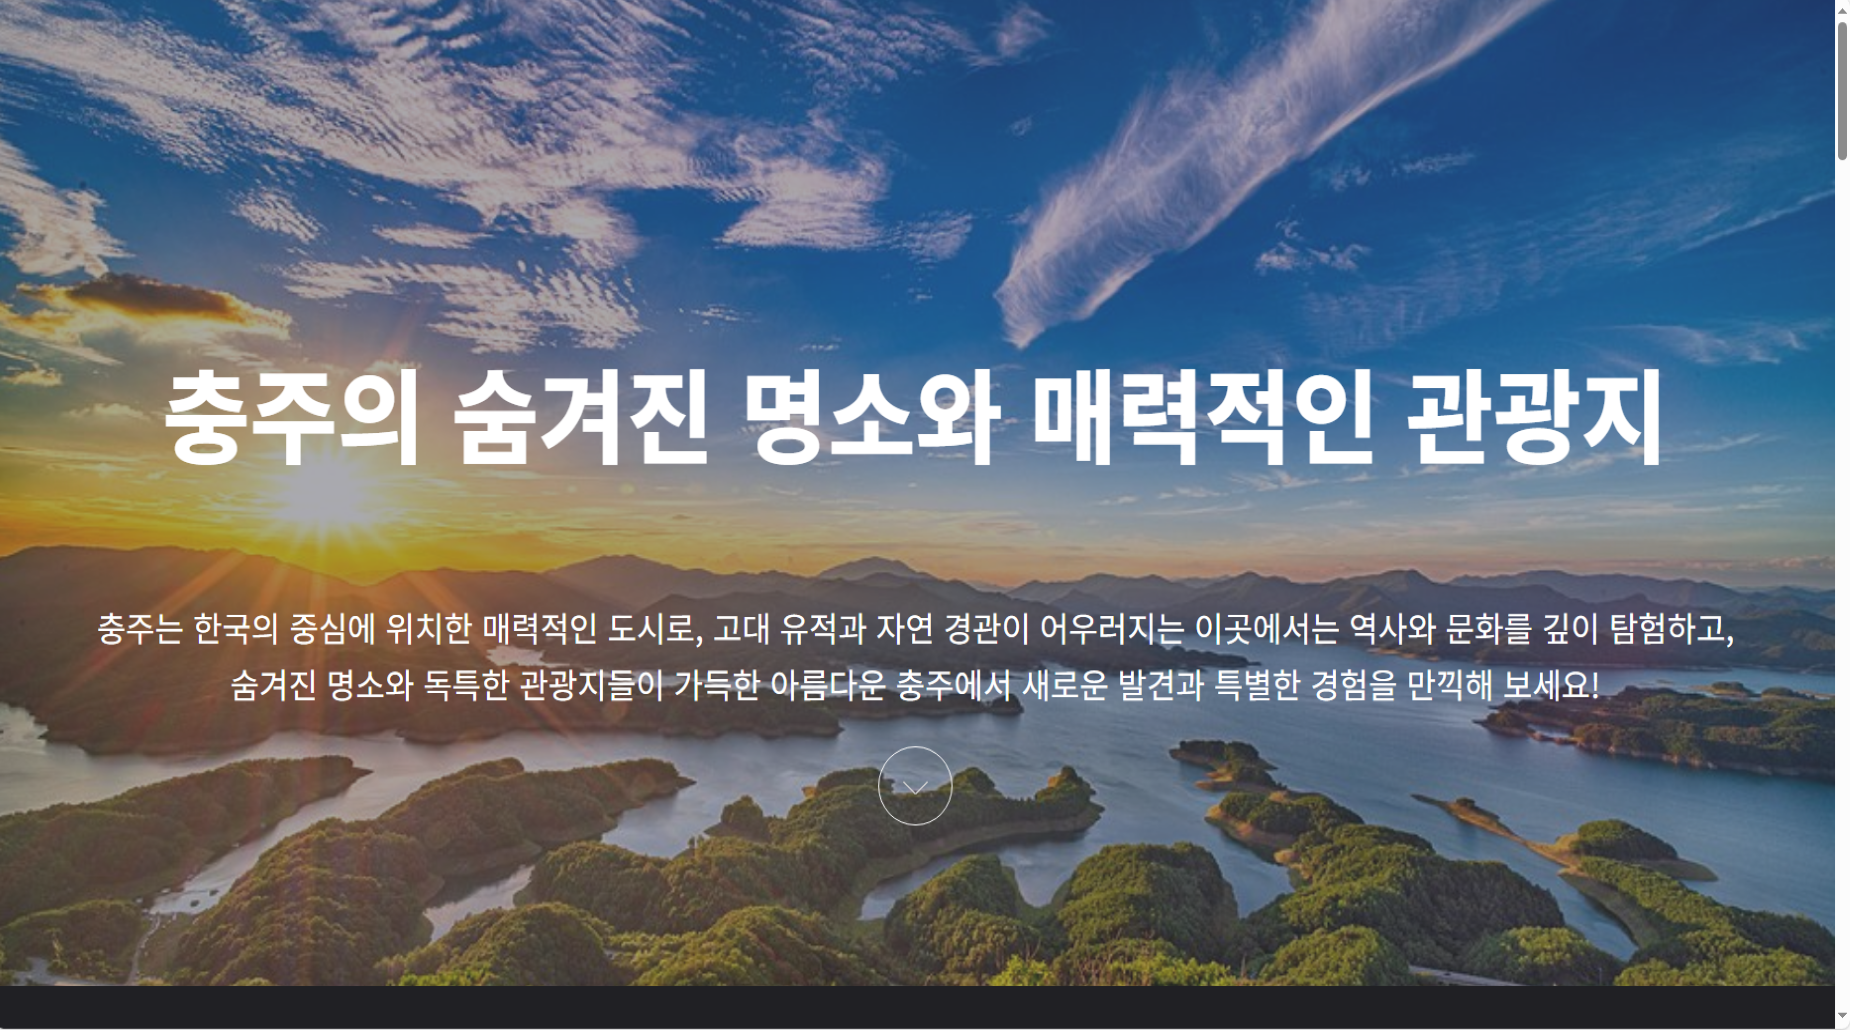 충주의 숨겨진 명소와 매력적인 관광지
충주는 한국의 중심에 위치한 매력적인 도시로, 고대 유적과 자연 경관이 어우러지는 이곳에서는 역사와 문화를 깊이 탐험하고,
숨겨진 명소와 독특한 관광지들이 가득한 아름다운 충주에서 새로운 발견과 특별한 경험을 만끽해 보세요!